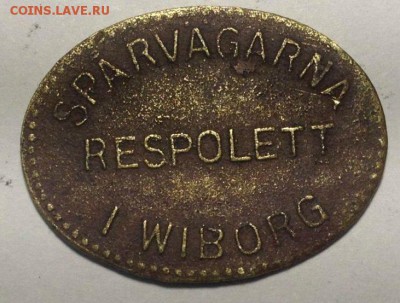 COINS.LAVE.RU
SPÅRVAGARNA
RESPOLETT
I WIBORG